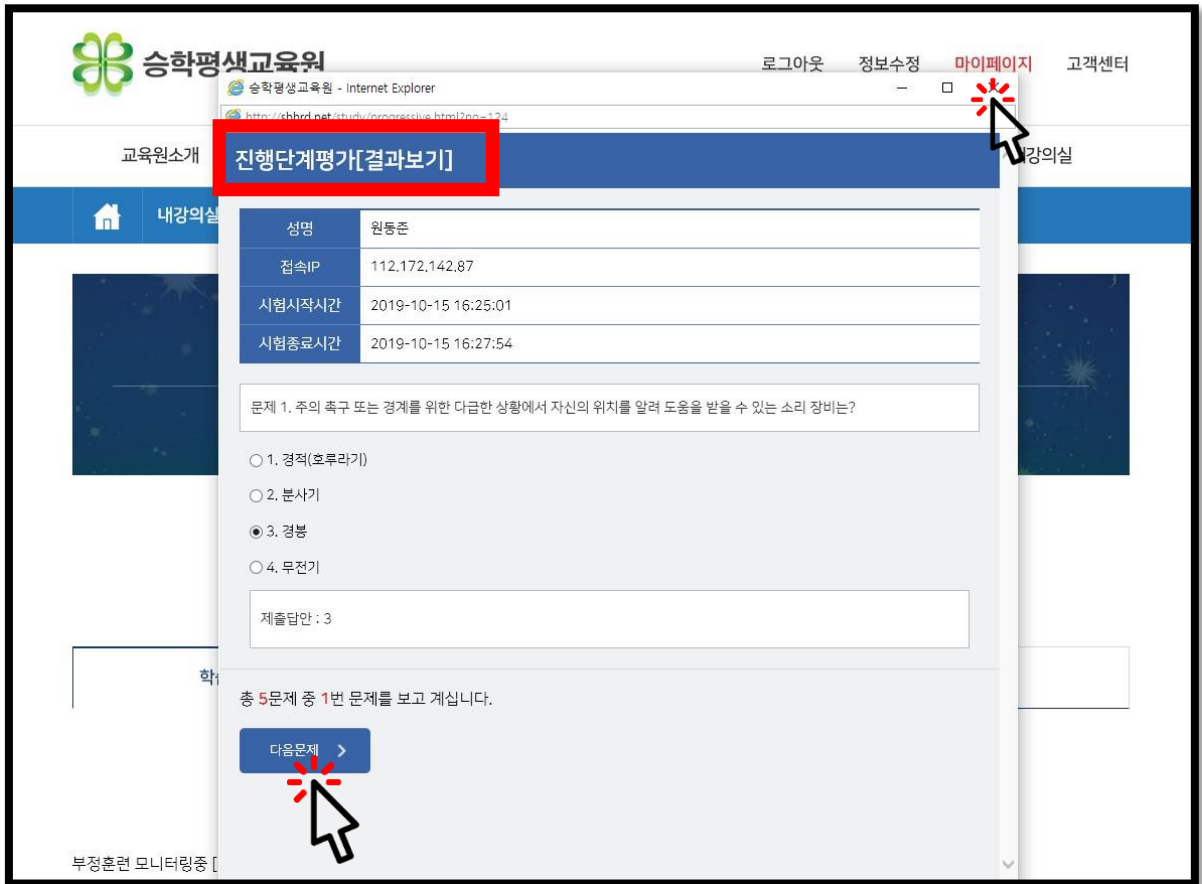 승학평생교육원
로그아웃 정보수정 마이페이지 고객센터
승학평생교육원 - Internet Explorer
http://shhrd.net/study/progressive.html?no=124
교육원소개
진행단계평가[결과보기]
내강의실
내강의실
성명 원동준
접속IP 112.172.142.87
시험시작시간 2019-10-15 16:25:01
시험종료시간 2019-10-15 16:27:54
문제 1. 주의 촉구 또는 경계를 위한 다급한 상황에서 자신의 위치를 알려 도움을 받을 수 있는 소리 장비는?
1. 경적(호루라기)
2. 분사기
3. 경봉
4. 무전기
제출답안 : 3
총 5문제 중 1번 문제를 보고 계십니다.
다음문제
부정훈련 모니터링중 [